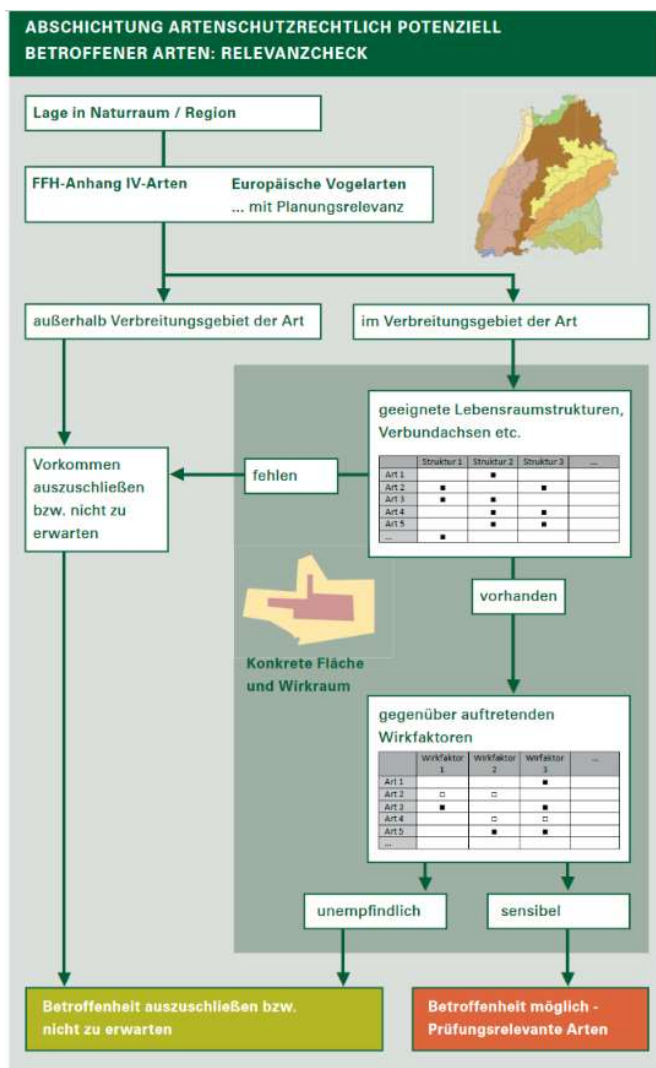 ABSCHICHTUNG ARTENSCHUTZRECHTLICH POTENZIELL
BETROFFENER ARTEN: RELEVANZCHECK
Lage in Naturraum / Region
FFH-Anhang IV-Arten Europäische Vogelarten
... mit Planungsrelevanz
außerhalb Verbreitungsgebiet der Art
im Verbreitungsgebiet der Art
geeignete Lebensraumstrukturen,
Verbundachsen etc.
Struktur 1 Struktur 2 Struktur 3 ...
Art 1 ■
Art 2 ■ ■
Art 3 ■ ■
Art 4 ■ ■
Art 5 ■ ■
... ■
fehlen
Vorkommen
auszuschließen
bzw. nicht zu
erwarten
vorhanden
Konkrete Fläche
und Wirkraum
gegenüber auftretenden
Wirkfaktoren
Wirkfaktor Wirkfaktor Wirfaktor ...
1 2 3
Art 1 ■
Art 2 □ □
Art 3 ■ ■
Art 4 □ □
Art 5 ■ ■
...
unempfindlich
sensibel
Betroffenheit auszuschließen bzw.
nicht zu erwarten
Betroffenheit möglich -
Prüfungsrelevante Arten